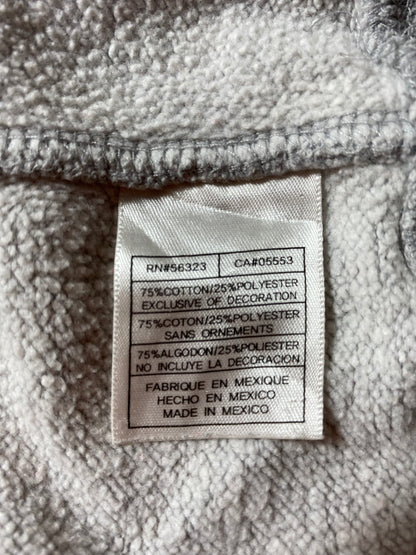 RN#56323 CA#05553
75%COTTON/25%POLYESTER
EXCLUSIVE OF DECORATION
75%COTON/25%POLYESTER
SANS ORNEMENTS
75%ALGODON/25%POLIESTER
NO INCLUYE LA DECORACION
FABRIQUE EN MEXIQUE
HECHO EN MEXICO
MADE IN MEXICO